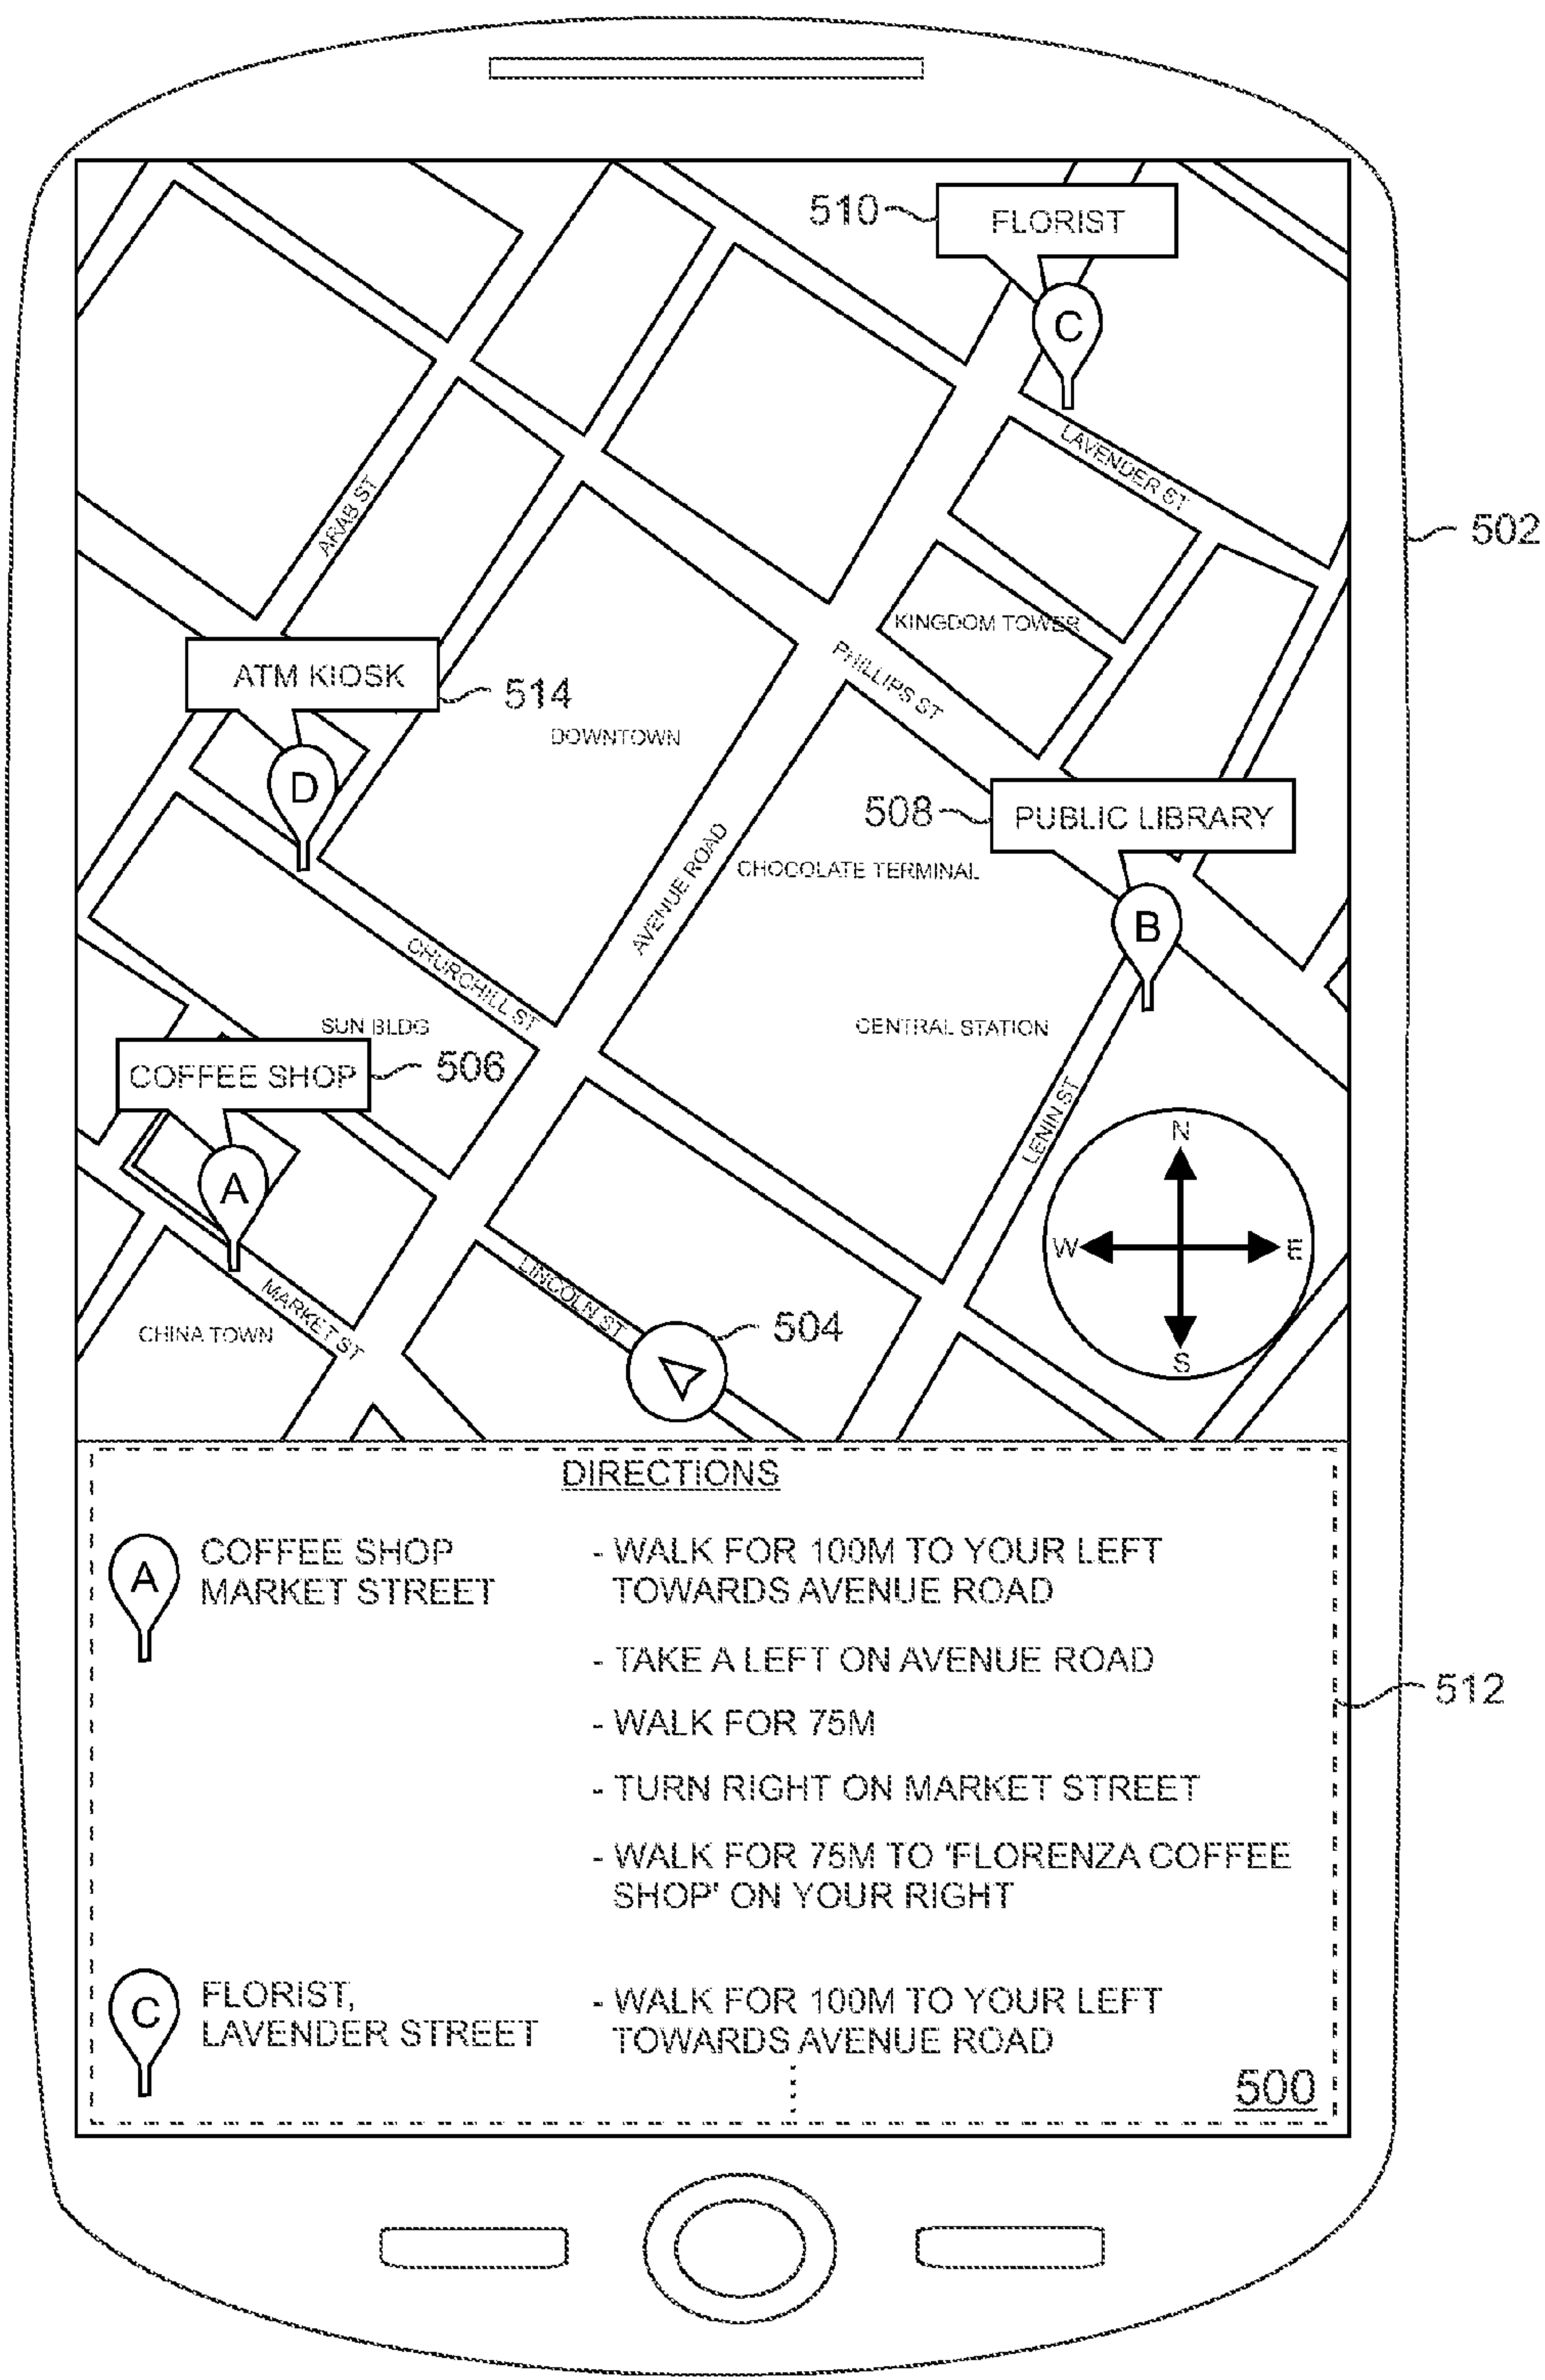 510
FLORIST
C
LAVENDER ST
502
ARAB ST
KINGDOM TOWER
PHILLIPS ST
ATM KIOSK
514
DOWNTOWN
D
508
PUBLIC LIBRARY
AVENUE ROAD
CHOCOLATE TERMINAL
B
CHURCHILL ST
SUN BLDG
CENTRAL STATION
COFFEE SHOP
506
LENIN ST
N
A
W
E
LINCOLN ST
MARKET ST
504
CHINA TOWN
S
DIRECTIONS
A
COFFEE SHOP
MARKET STREET
- WALK FOR 100M TO YOUR LEFT
TOWARDS AVENUE ROAD
- TAKE A LEFT ON AVENUE ROAD
512
- WALK FOR 75M
- TURN RIGHT ON MARKET STREET
- WALK FOR 75M TO 'FLORENZA COFFEE
SHOP' ON YOUR RIGHT
C
FLORIST,
LAVENDER STREET
- WALK FOR 100M TO YOUR LEFT
TOWARDS AVENUE ROAD
500